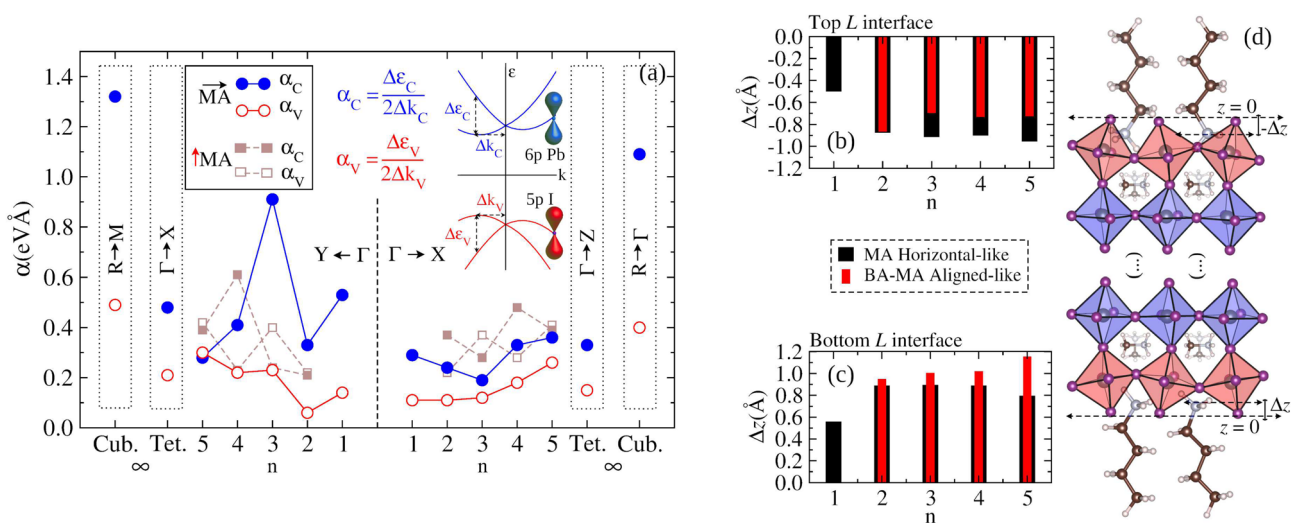 (a)
α(eVÅ)
1.4
1.2
1.0
0.8
0.6
0.4
0.2
0.0
R→M
Γ→X
→ MA
α_C
α_V
↑MA
α_C
α_V
α_C = Δε_C / 2Δk_C
α_V = Δε_V / 2Δk_V
ε
Δε_C
Δk_C
6p Pb
k
Δk_V
5p I
Δε_V
Y ← Γ
Γ → X
Γ→Z
R→Γ
Cub. Tet. 5 4 3 2 1 1 2 3 4 5 Tet. Cub.
∞ n n ∞
Top L interface
Δz(Å)
0.0
-0.2
-0.4
-0.6
-0.8
-1.0
-1.2
(b)
1 2 3 4 5
n
MA Horizontal-like
BA-MA Aligned-like
Bottom L interface
Δz(Å)
1.2
1.0
0.8
0.6
0.4
0.2
0.0
(c)
1 2 3 4 5
n
(d)
z=0
Δz
(...) (...)
Δz
z=0